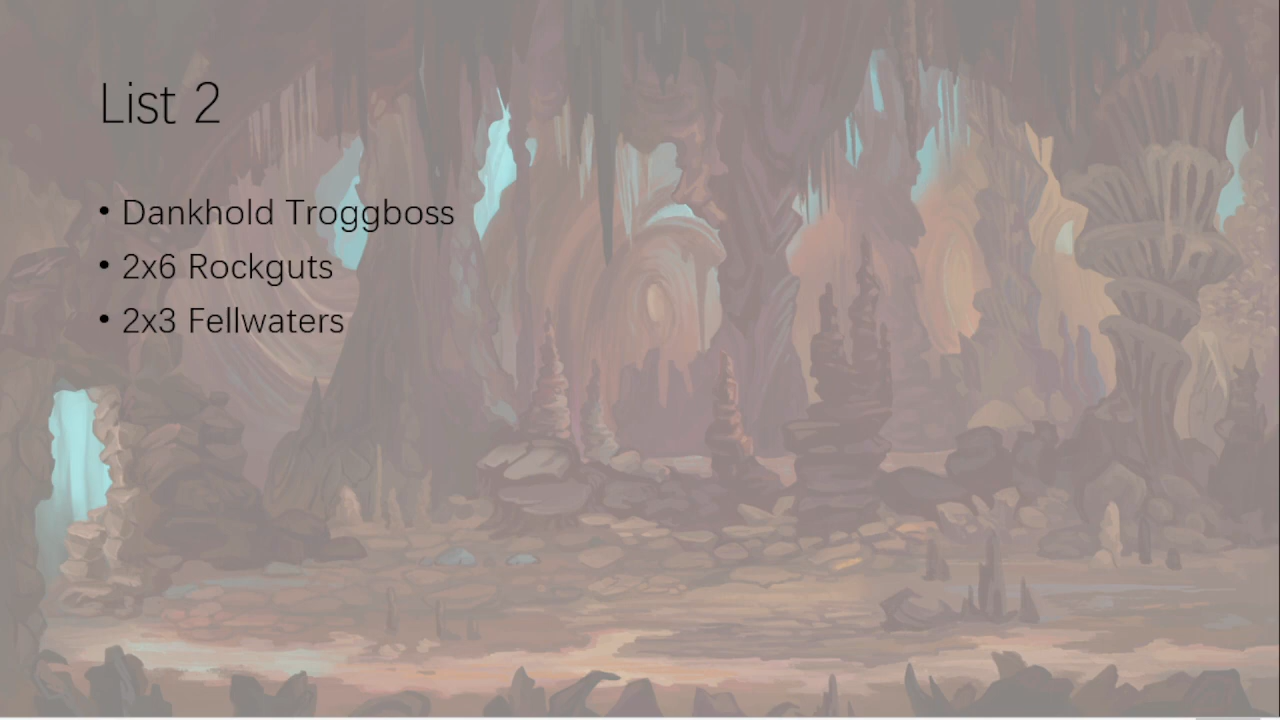 List 2
• Dankhold Troggboss
• 2x6 Rockguts
• 2x3 Fellwaters